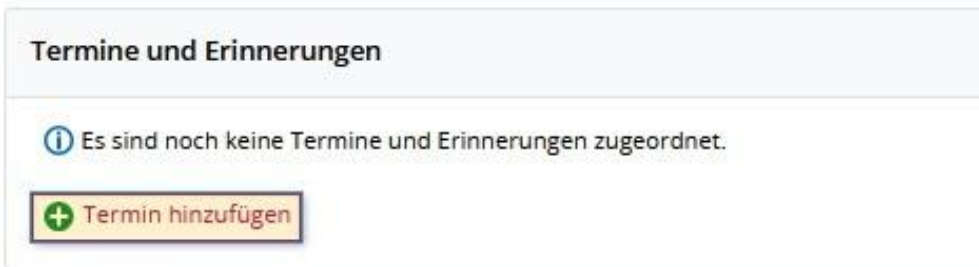 Termine und Erinnerungen
Es sind noch keine Termine und Erinnerungen zugeordnet.
Termin hinzufügen